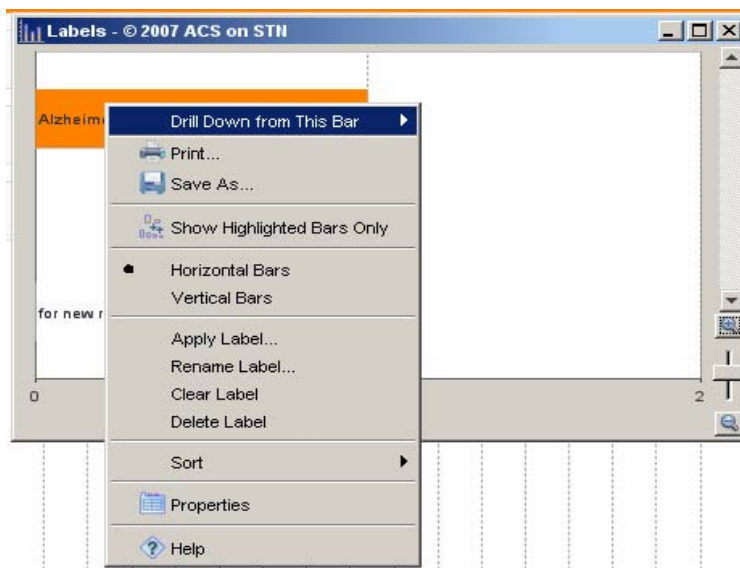 Labels - © 2007 ACS on STN
Drill Down from This Bar
Print...
Save As...
Show Highlighted Bars Only
Horizontal Bars
Vertical Bars
for new
Apply Label...
Rename Label...
Clear Label
0
2
Delete Label
Sort
Properties
Help